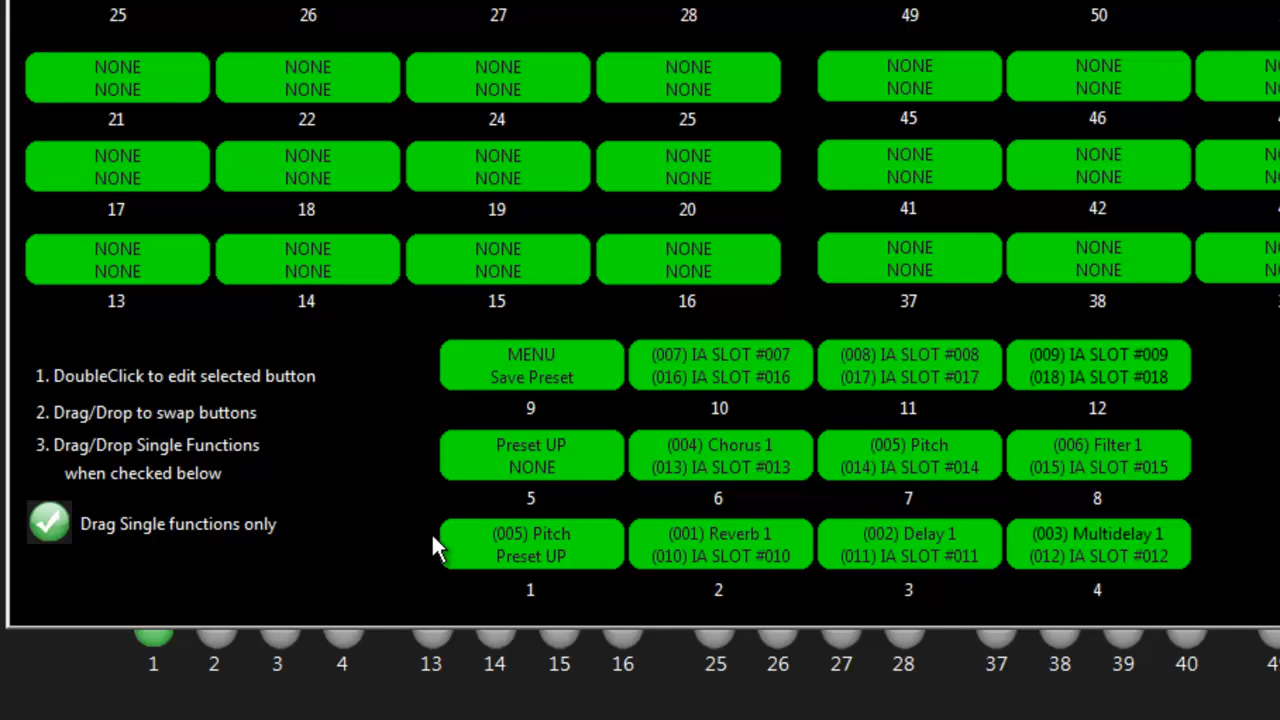 25 26 27 28 49 50
NONE NONE NONE NONE NONE NONE
NONE NONE NONE NONE NONE NONE
21 22 24 25 45 46
NONE NONE NONE NONE NONE NONE
NONE NONE NONE NONE NONE NONE
17 18 19 20 41 42
NONE NONE NONE NONE NONE NONE
NONE NONE NONE NONE NONE NONE
13 14 15 16 37 38
MENU (007) IA SLOT #007 (008) IA SLOT #008 (009) IA SLOT #009
Save Preset (016) IA SLOT #016 (017) IA SLOT #017 (018) IA SLOT #018
9 10 11 12
1. DoubleClick to edit selected button
2. Drag/Drop to swap buttons
3. Drag/Drop Single Functions
when checked below
Drag Single functions only
Preset UP (004) Chorus 1 (005) Pitch (006) Filter 1
NONE (013) IA SLOT #013 (014) IA SLOT #014 (015) IA SLOT #015
5 6 7 8
(005) Pitch (001) Reverb 1 (002) Delay 1 (003) Multidelay 1
Preset UP (010) IA SLOT #010 (011) IA SLOT #011 (012) IA SLOT #012
1 2 3 4
1 2 3 4 13 14 15 16 25 26 27 28 37 38 39 40